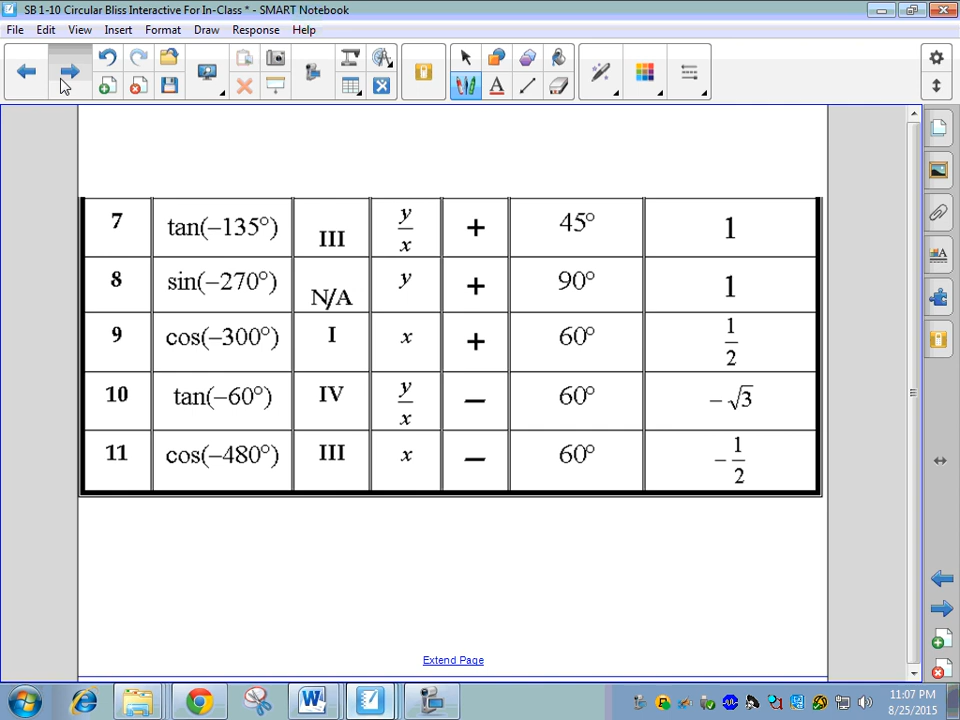 SB 1-10 Circular Bliss Interactive For In-Class * - SMART Notebook
File Edit View Insert Format Draw Response Help
7 tan(–135°) III y/x + 45° 1
8 sin(–270°) N/A y + 90° 1
9 cos(–300°) I x + 60° 1/2
10 tan(–60°) IV y/x – 60° –√3
11 cos(–480°) III x – 60° –1/2
Extend Page
11:07 PM
8/25/2015